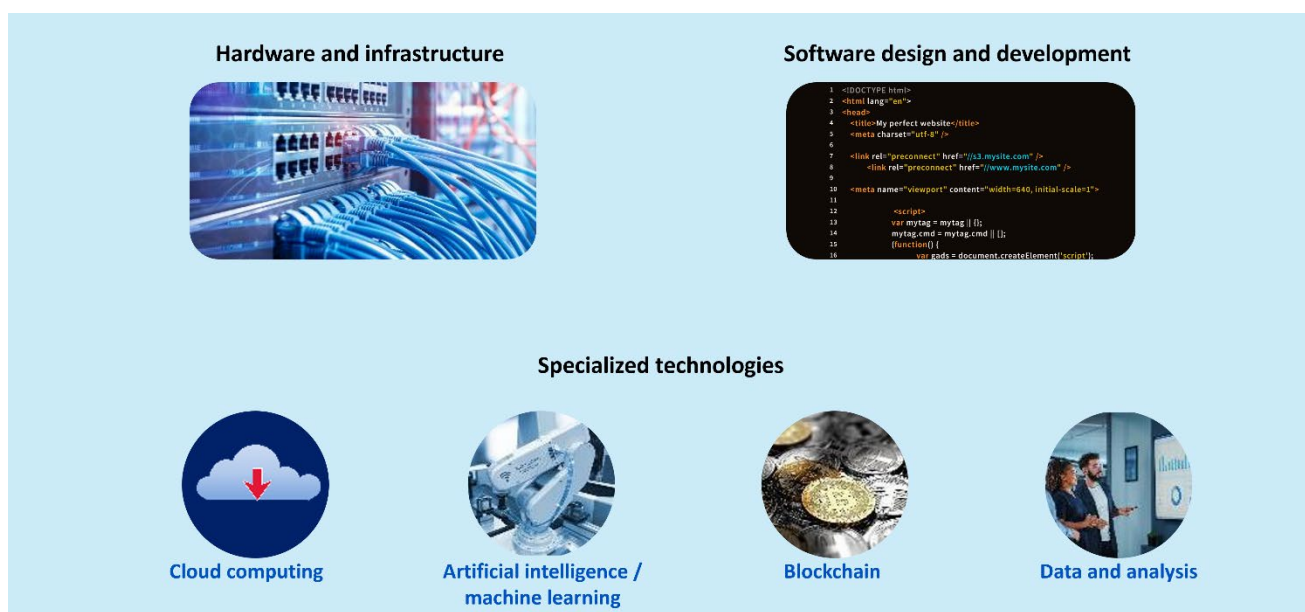 Hardware and infrastructure
Software design and development
1 <!DOCTYPE html>
2 <html lang="en">
3 <head>
4 <title>My perfect website</title>
5 <meta charset="utf-8" />
6
7 <link rel="preconnect" href="//s3.mysite.com" />
8 <link rel="preconnect" href="//www.mysite.com" />
9
10 <meta name="viewport" content="width=640, initial-scale=1">
11
12 <script>
13 var mytag = mytag || {};
14 mytag.cmd = mytag.cmd || [];
15 (function() {
16 var gads = document.createElement('script');
Specialized technologies
Cloud computing
Artificial intelligence /
machine learning
Blockchain
Data and analysis